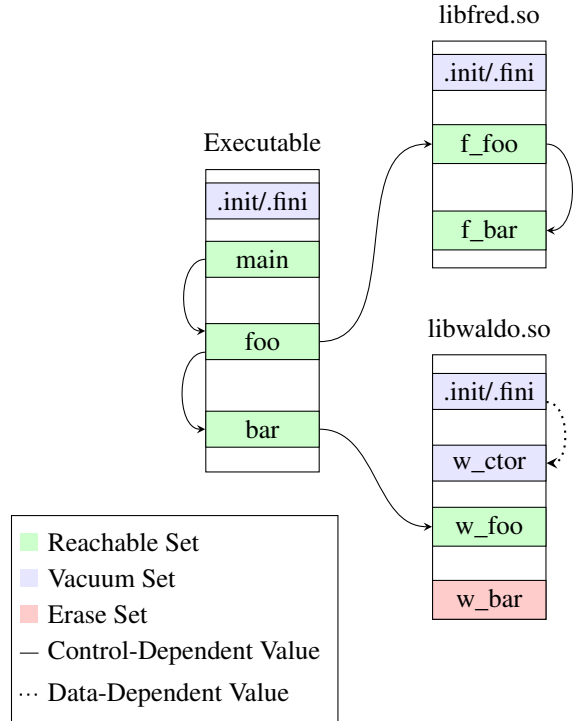 libfred.so
.init/.fini
f_foo
f_bar
Executable
.init/.fini
main
foo
bar
libwaldo.so
.init/.fini
w_ctor
w_foo
w_bar
Reachable Set
Vacuum Set
Erase Set
Control-Dependent Value
Data-Dependent Value